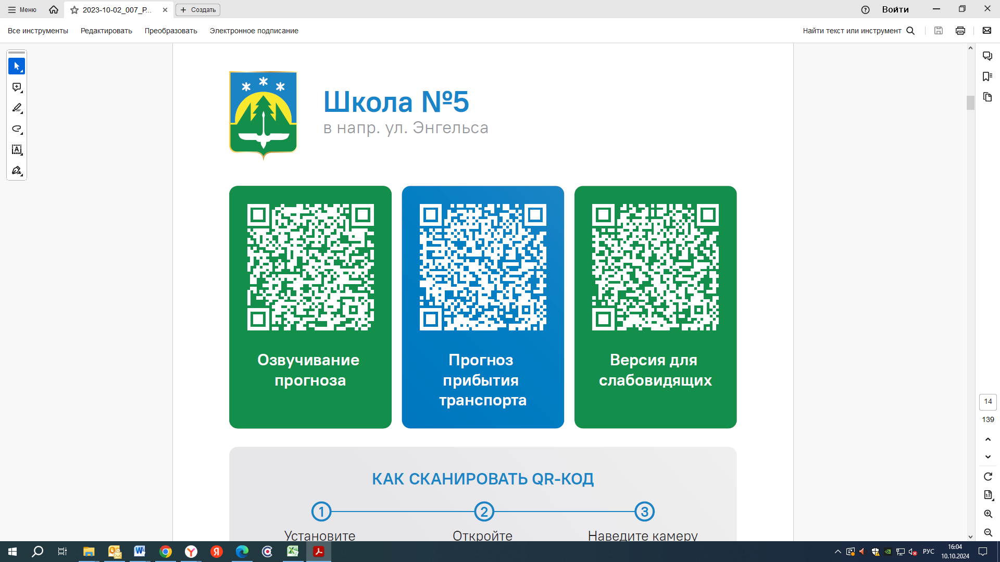 Меню
2023-10-02_007_P...
Создать
Войти
Все инструменты
Редактировать
Преобразовать
Электронное подписание
Найти текст или инструмент
Школа №5
в напр. ул. Энгельса
Озвучивание
прогноза
Прогноз
прибытия
транспорта
Версия для
слабовидящих
14
139
КАК СКАНИРОВАТЬ QR-КОД
1
2
3
Установите
Откройте
Наведите камеру
РУС
16:04
10.10.2024